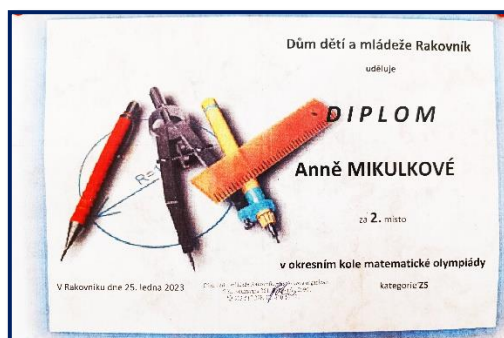 Dům dětí a mládeže Rakovník
uděluje
DIPLOM
Anně MIKULKOVÉ
za 2. místo
v okresním kole matematické olympiády
V Rakovníku dne 25. ledna 2023
kategorie Z5